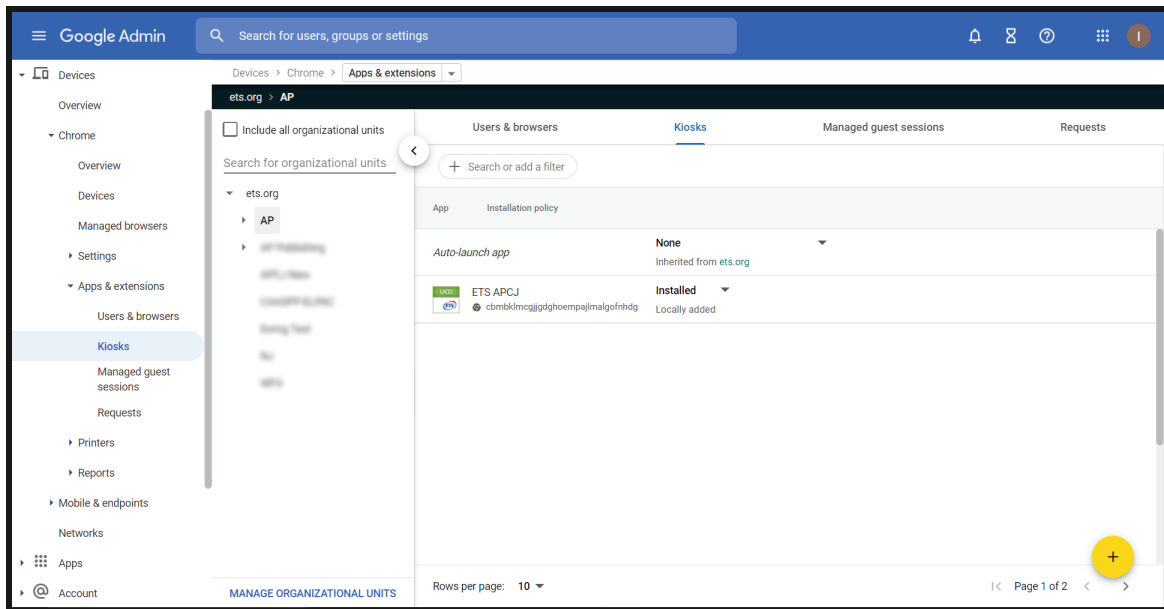 Google Admin
Search for users, groups or settings
I
Devices
Overview
Chrome
Overview
Devices
Managed browsers
Settings
Apps & extensions
Users & browsers
Kiosks
Managed guest
sessions
Requests
Printers
Reports
Mobile & endpoints
Networks
Apps
Account
Devices > Chrome > Apps & extensions
ets.org > AP
Include all organizational units
Search for organizational units
ets.org
AP
MANAGE ORGANIZATIONAL UNITS
Users & browsers
Kiosks
Managed guest sessions
Requests
Search or add a filter
App
Installation policy
Auto-launch app
None
Inherited from ets.org
UCD
ETS
ETS APCJ
cbmbklmcgjjgdghoempajlmalgofnhdg
Installed
Locally added
Rows per page: 10
Page 1 of 2